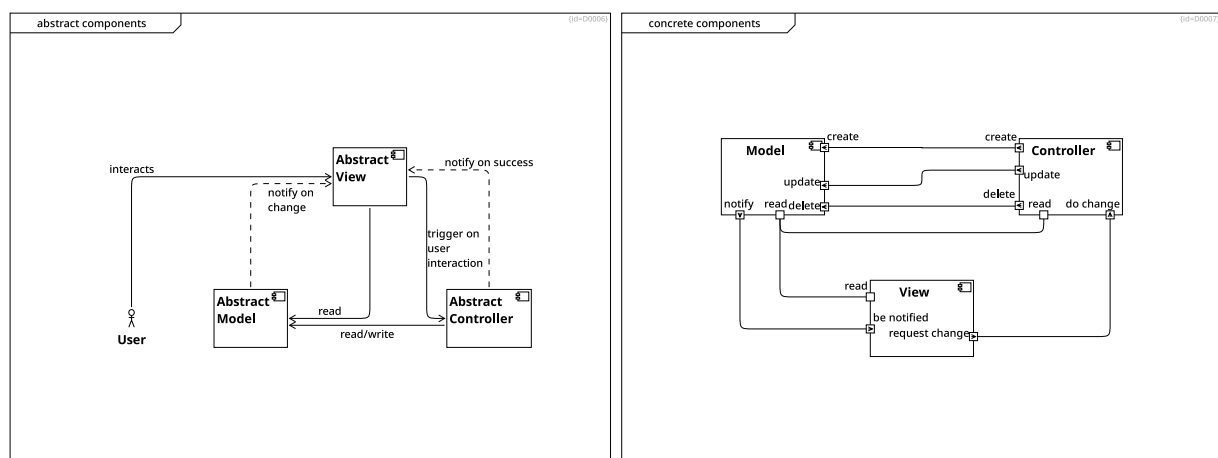 abstract components
{id=D0006}
interacts
Abstract
View
notify on success
notify on
change
trigger on
user
interaction
Abstract
Model
read
read/write
Abstract
Controller
User
concrete components
{id=D0007}
Model
create
create
Controller
update
update
delete
delete
notify
read
read
do change
read
View
be notified
request change